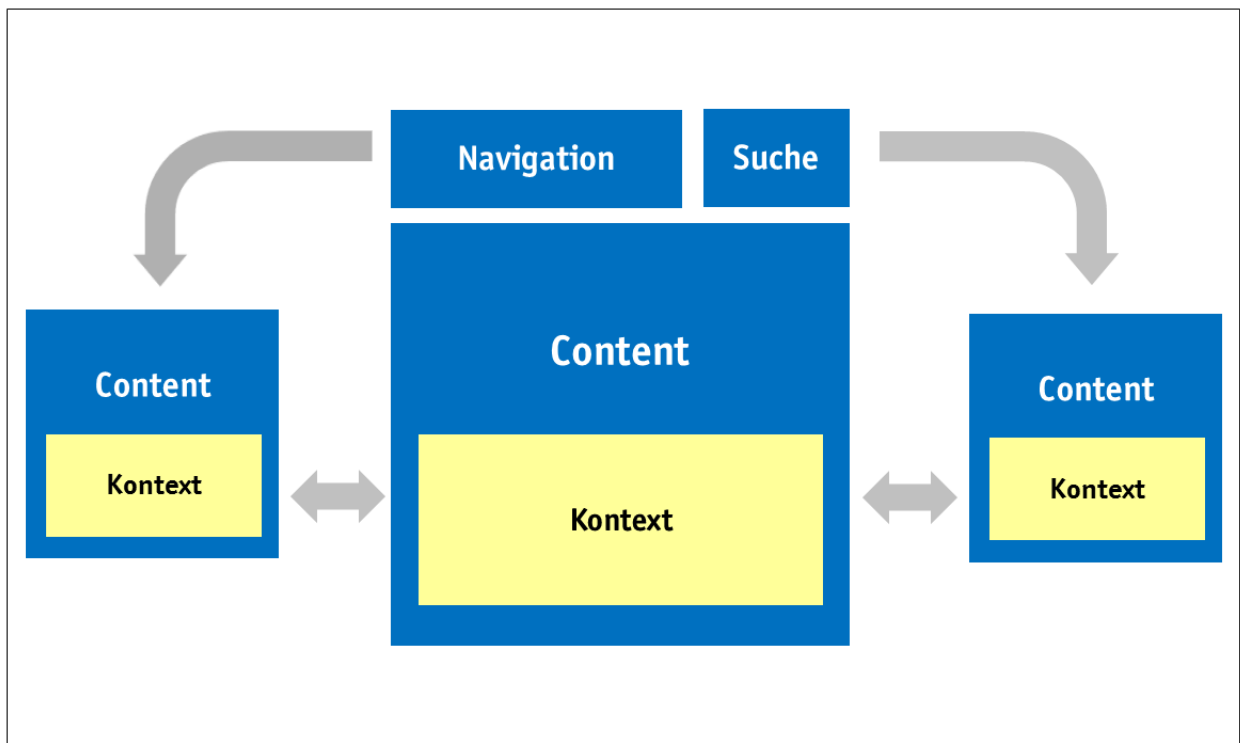 Navigation
Suche
Content
Content
Content
Kontext
Kontext
Kontext